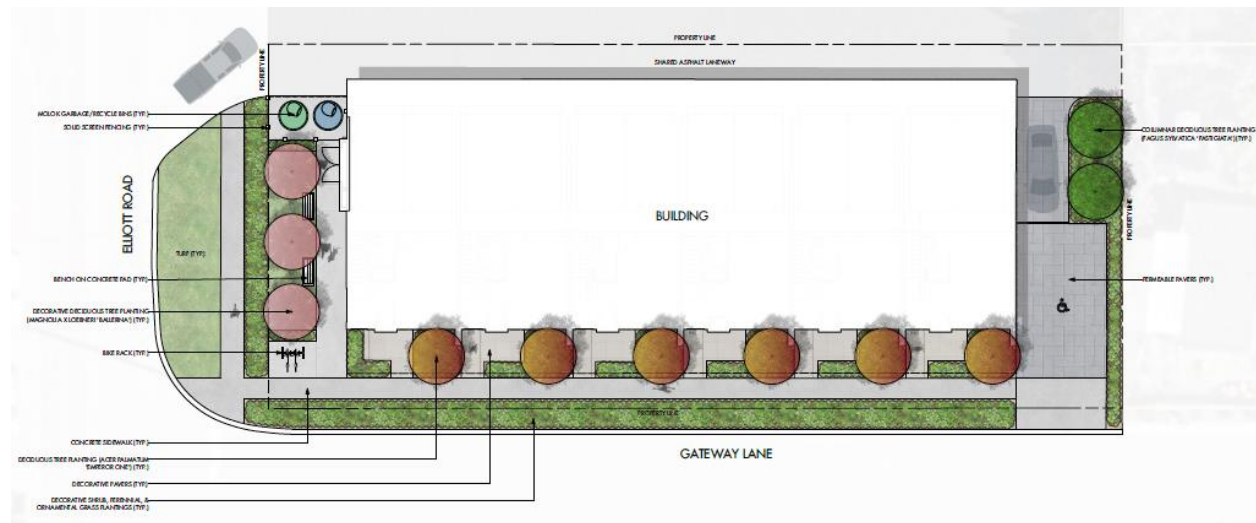 PROPERTY LINE
SHARED ASPHALT LANEWAY
PROPERTY LINE
MOLOK GARBAGE/RECYCLE BINS (TYP.)
SOLID SCREEN FENCING (TYP.)
COLUMNAR DECIDUOUS TREE PLANTING
(FAGUS SYLVATICA 'FASTIGIATA') (TYP.)
ELLIOTT ROAD
BUILDING
PROPERTY LINE
TURF (TYP.)
BENCH ON CONCRETE PAD (TYP.)
PERMEABLE PAVERS (TYP.)
DECORATIVE DECIDUOUS TREE PLANTING
(MAGNOLIA X LOEBNERI 'BALLERINA') (TYP.)
BIKE RACK (TYP.)
PROPERTY LINE
CONCRETE SIDEWALK (TYP.)
GATEWAY LANE
DECIDUOUS TREE PLANTING (ACER PALMATUM
'EMPEROR ONE') (TYP.)
DECORATIVE PAVERS (TYP.)
DECORATIVE SHRUB, PERENNIAL, &
ORNAMENTAL GRASS PLANTINGS (TYP.)